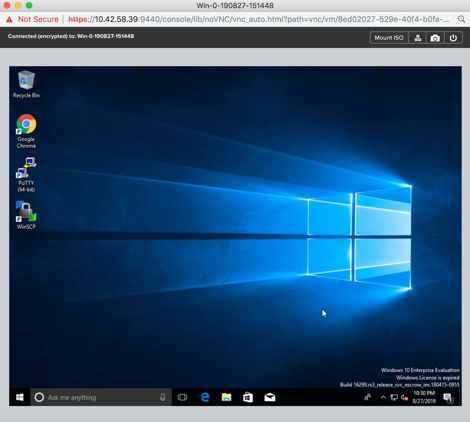 Win-0-190827-151448
Not Secure | https://10.42.58.39:9440/console/lib/noVNC/vnc_auto.html?path=vnc/vm/8ed02027-529e-40f4-b0fa-...
Connected (encrypted) to: Win-0-190827-151448
Mount ISO
Recycle Bin
Google
Chrome
PuTTY
(64-bit)
WinSCP
Windows 10 Enterprise Evaluation
Windows License is expired
Build 16299.rs3_release_svc_escrow_im.180415-0955
Ask me anything
10:30 PM
8/27/2019